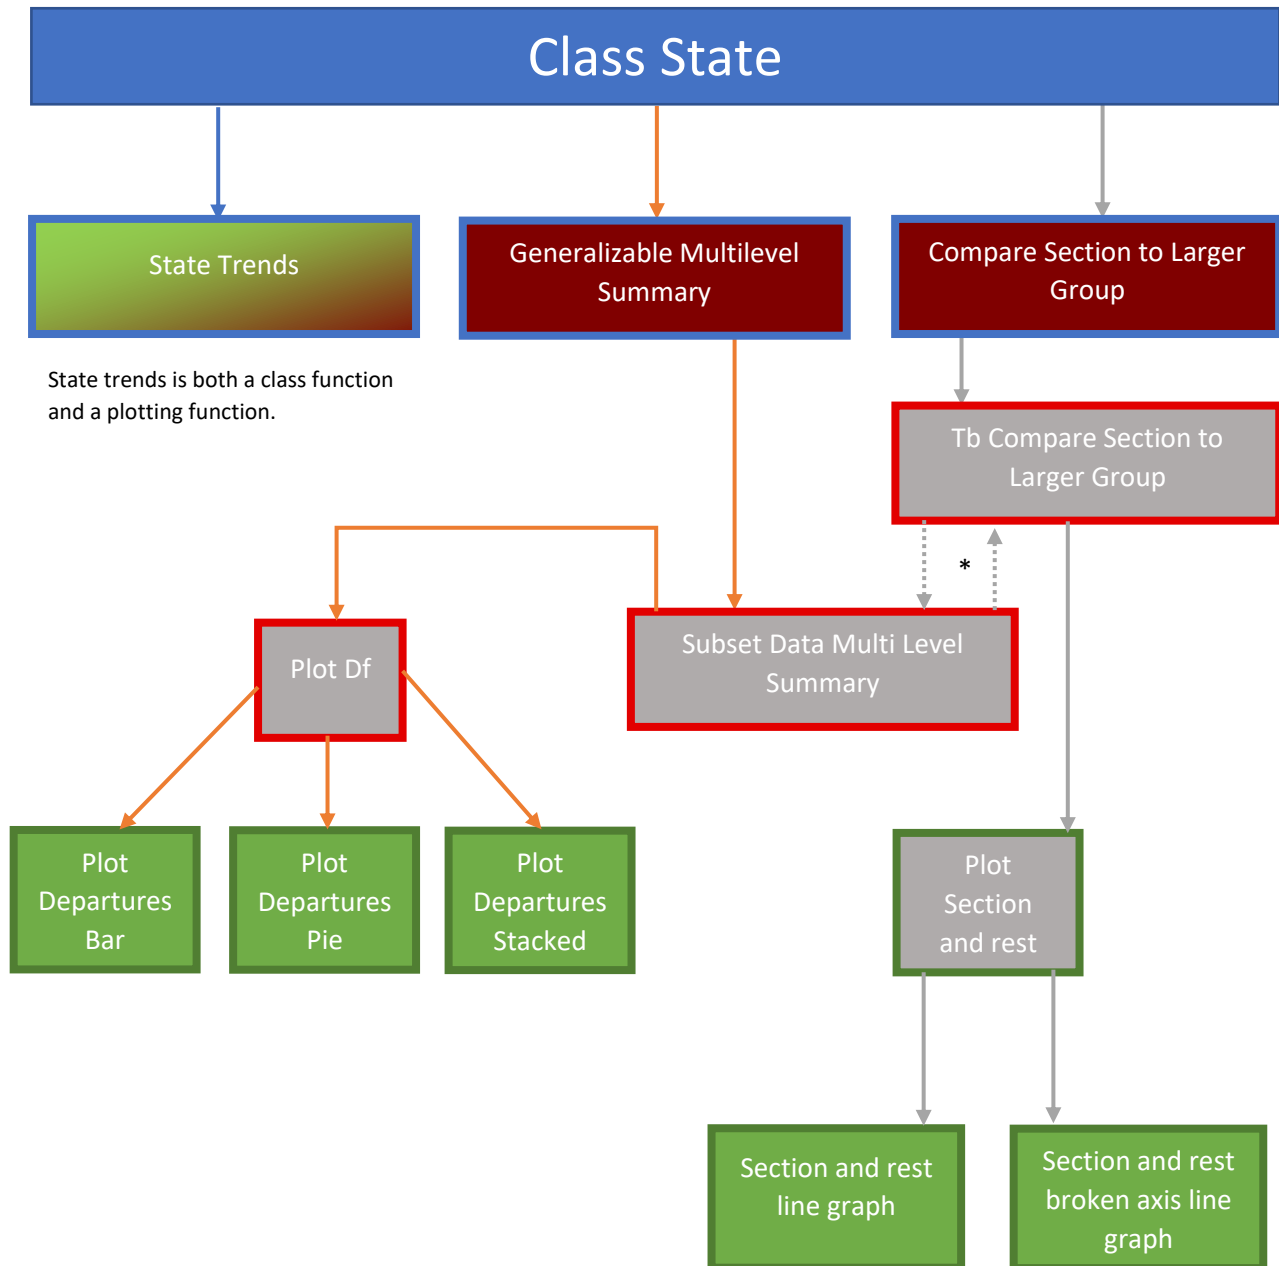 Class State
State Trends
Generalizable Multilevel
Summary
Compare Section to Larger
Group
State trends is both a class function
and a plotting function.
Tb Compare Section to
Larger Group
*
Plot Df
Subset Data Multi Level
Summary
Plot
Departures
Bar
Plot
Departures
Pie
Plot
Departures
Stacked
Plot
Section
and rest
Section and rest
line graph
Section and rest
broken axis line
graph